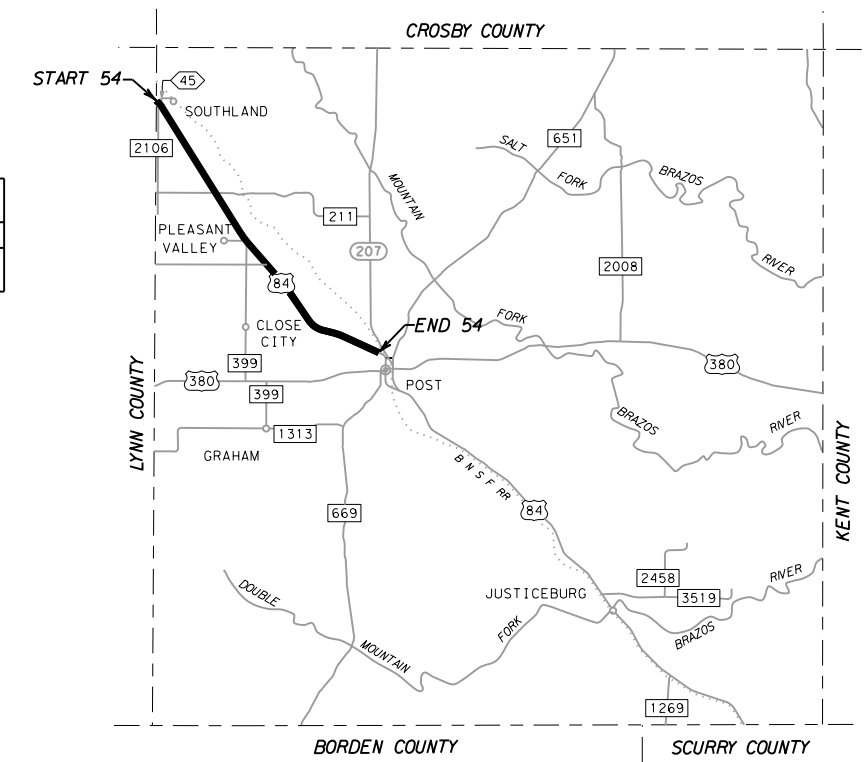 CROSBY COUNTY
START 54
45
SOUTHLAND
2106
651
SALT
FORK
BRAZOS
RIVER
MOUNTAIN
211
PLEASANT
VALLEY
207
2008
84
FORK
END 54
CLOSE
CITY
399
380
380
399
POST
LYNN COUNTY
BRAZOS
RIVER
1313
GRAHAM
KENT COUNTY
B N S F RR
669
84
DOUBLE
JUSTICEBURG
2458
3519
RIVER
FORK
BRAZOS
MOUNTAIN
1269
BORDEN COUNTY
SCURRY COUNTY